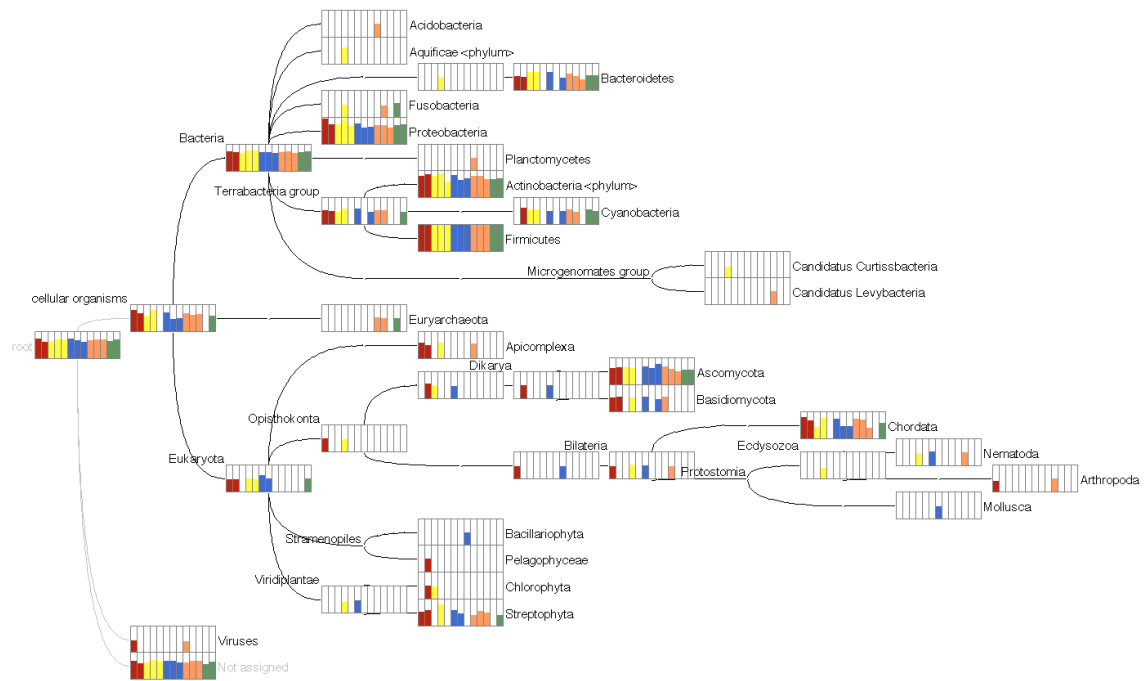 Acidobacteria
Aquificae <phylum>
Bacteroidetes
Fusobacteria
Bacteria
Proteobacteria
Planctomycetes
Terrabacteria group
Actinobacteria <phylum>
Cyanobacteria
Firmicutes
Microgenomates group
Candidatus Curtissbacteria
Candidatus Levybacteria
cellular organisms
Euryarchaeota
root
Apicomplexa
Dikarya
Ascomycota
Basidiomycota
Opisthokonta
Chordata
Bilateria
Ecdysozoa
Nematoda
Eukaryota
Protostomia
Arthropoda
Mollusca
Bacillariophyta
Stramenopiles
Pelagophyceae
Viridiplantae
Chlorophyta
Streptophyta
Viruses
Not assigned